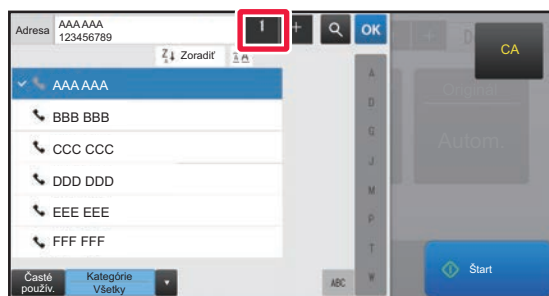 Adresa AAA AAA 1 + OK
123456789
CA
Z↓ Zoradiť
AAA AAA
BBB BBB
CCC CCC
DDD DDD
EEE EEE
FFF FFF
A
D
G
J
M
P
T
W
Originál
Autom.
Časté použív.
Kategórie
Všetky
ABC
Štart